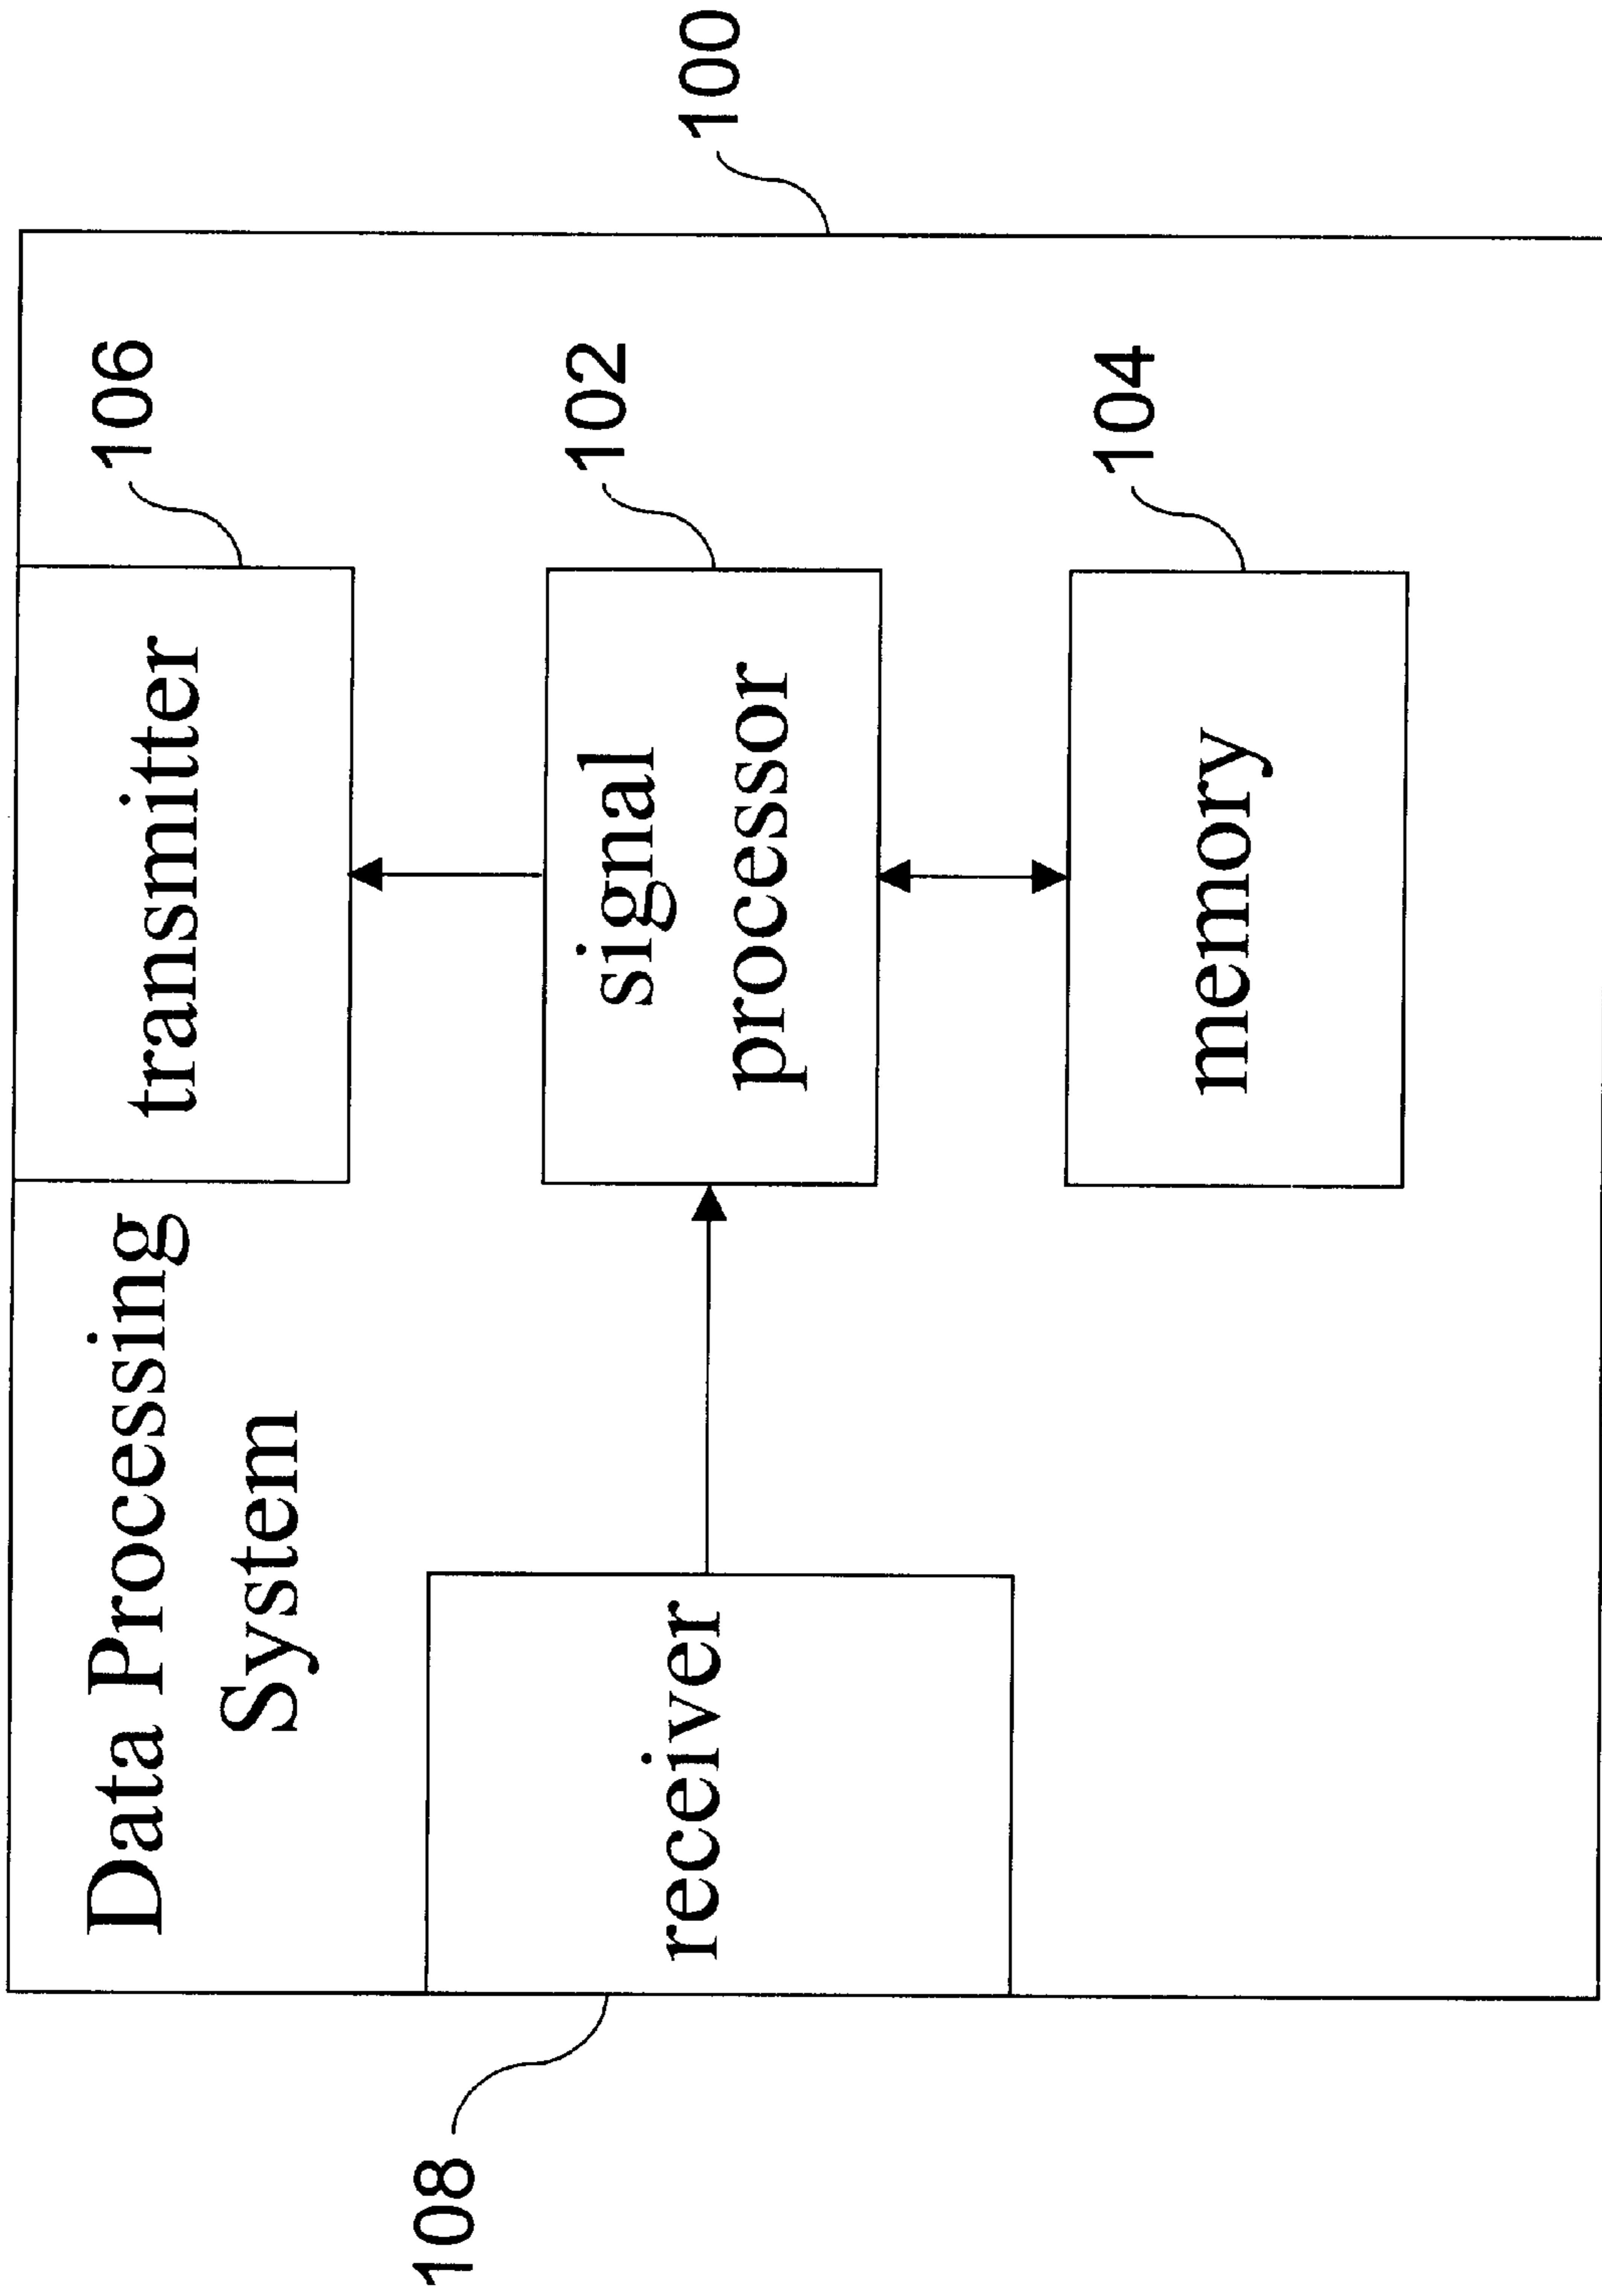 Data Processing
System
transmitter
106
100
signal
processor
102
receiver
108
memory
104